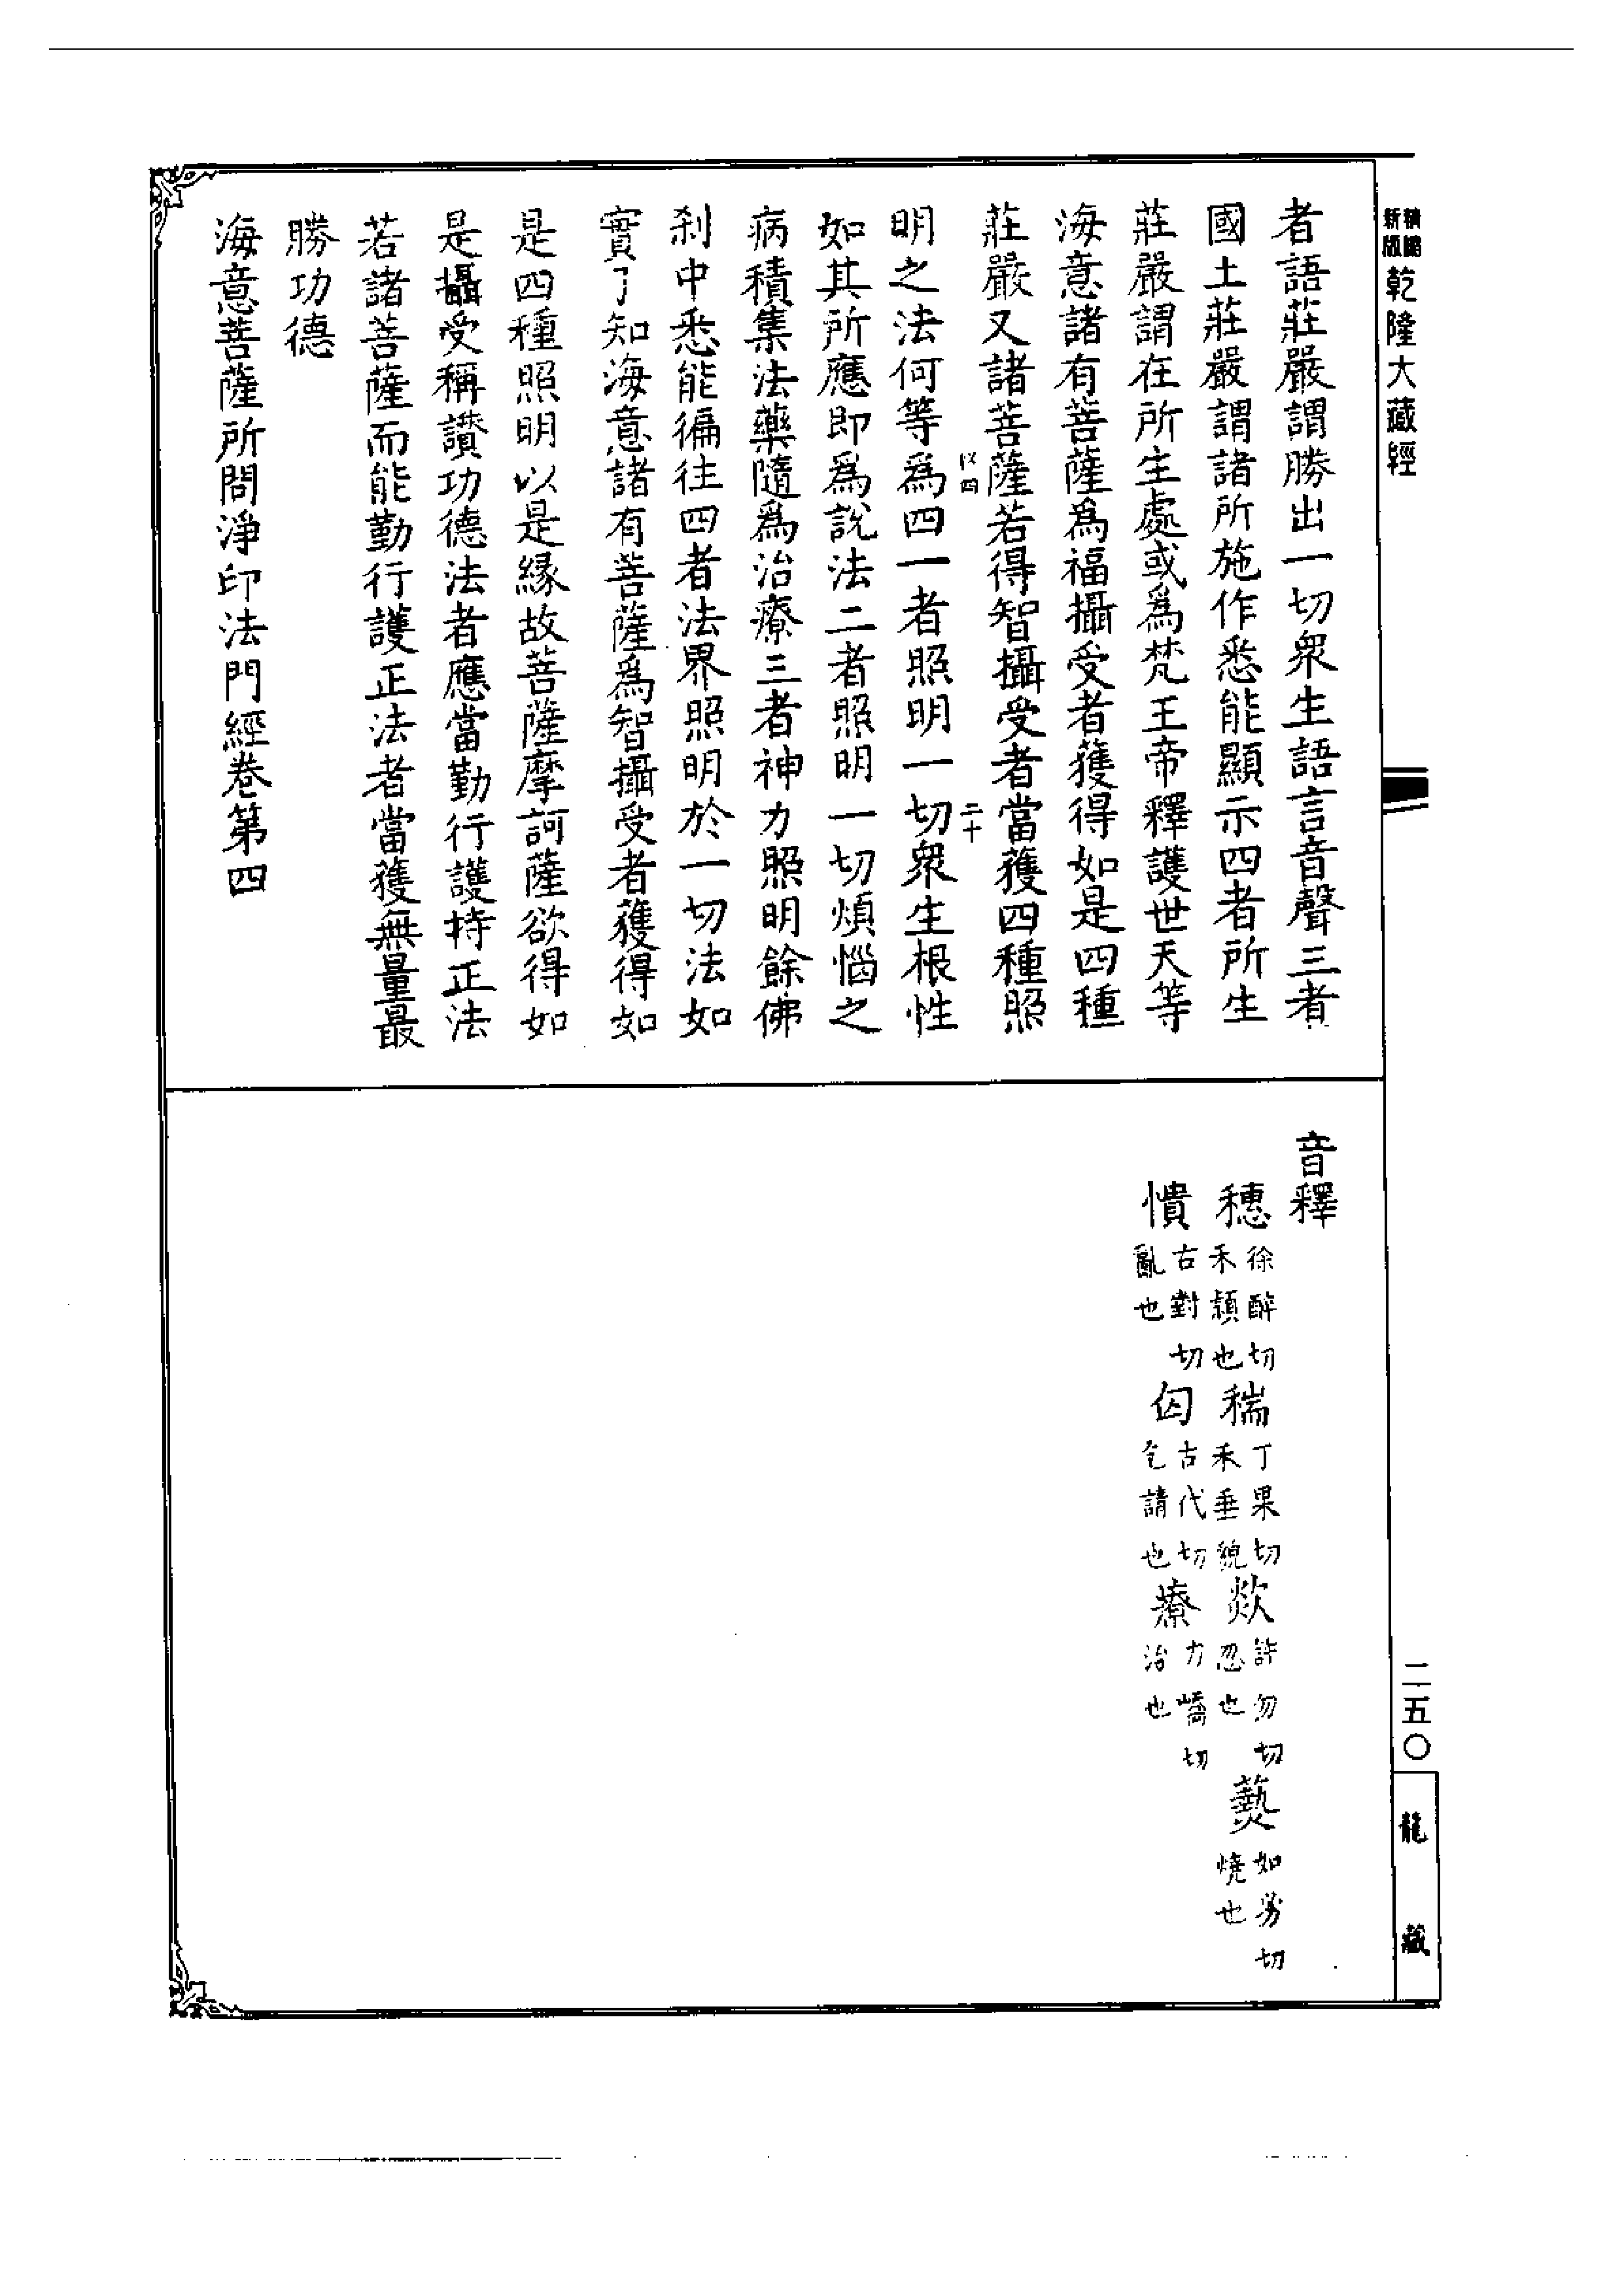 新版
乾隆大藏經
者語莊嚴謂勝出一切衆生語言音聲三者
國土莊嚴謂諸所施作悉能顯示四者所生
莊嚴謂在所生處或爲梵王帝釋護世天等
海意諸有菩薩爲福攝受者獲得如是四種
莊嚴又諸菩薩若得智攝受者當獲四種照
二十
明之法何等爲四一者照明一切衆生根性
如其所應即爲說法二者照明一切煩惱之
病積集法藥隨爲治療三者神力照明餘佛
刹中悉能徧往四者法界照明於一切法如
實了知海意諸有菩薩爲智攝受者獲得如
是四種照明以是緣故菩薩摩訶薩欲得如
是攝受稱讚功德法者應當勤行護持正法
若諸菩薩而能勤行護正法者當獲無量最
勝功德
海意菩薩所問淨印法門經卷第四
音釋
穗徐醉切禾穎也䅜丁果切禾垂貌欻許勿切忽也爇如劣切燒也
憒古對切亂也匃古代切乞請也療力嶠切治也
二五〇
龍藏